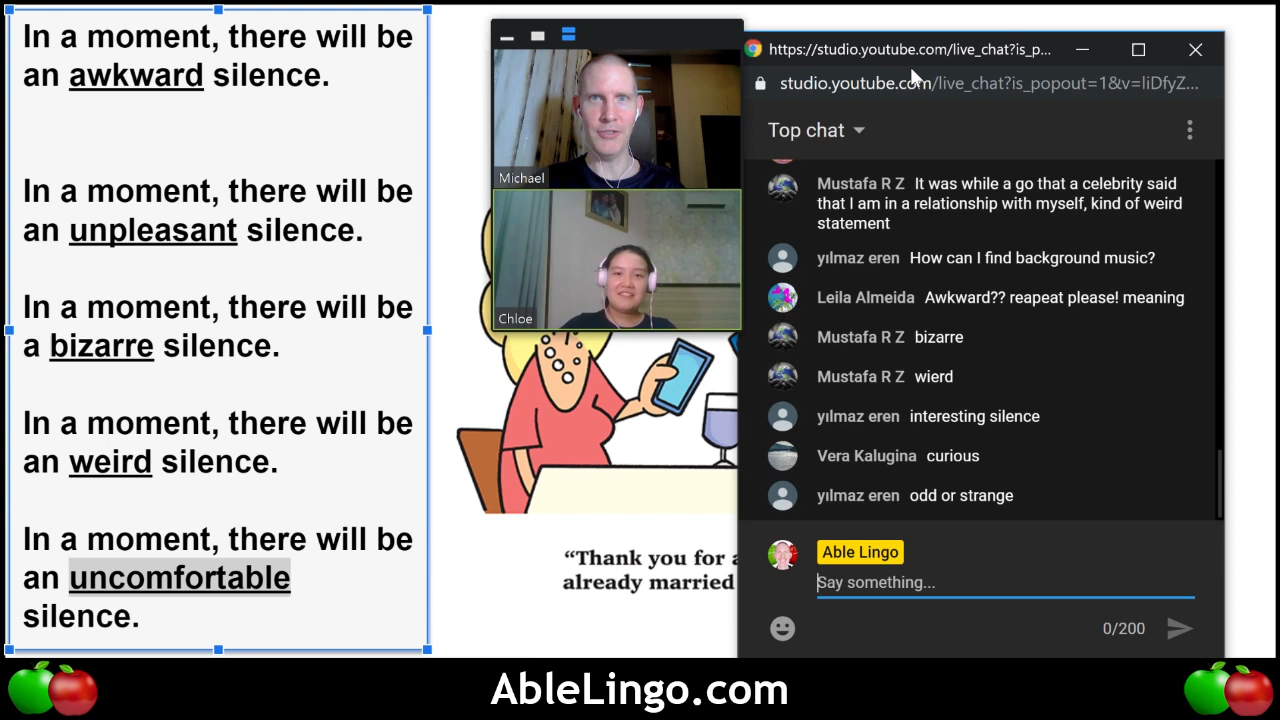 In a moment, there will be
an awkward silence.
In a moment, there will be
an unpleasant silence.
In a moment, there will be
a bizarre silence.
In a moment, there will be
an weird silence.
In a moment, there will be
an uncomfortable
silence.
Michael
Chloe
“Thank you for
already married
https://studio.youtube.com/live_chat?is_p...
studio.youtube.com/live_chat?is_popout=1&v=liDfyZ...
Top chat
Mustafa R Z It was while a go that a celebrity said
that I am in a relationship with myself, kind of weird
statement
yılmaz eren How can I find background music?
Leila Almeida Awkward?? reapeat please! meaning
Mustafa R Z bizarre
Mustafa R Z wierd
yılmaz eren interesting silence
Vera Kalugina curious
yılmaz eren odd or strange
Able Lingo
Say something...
0/200
AbleLingo.com